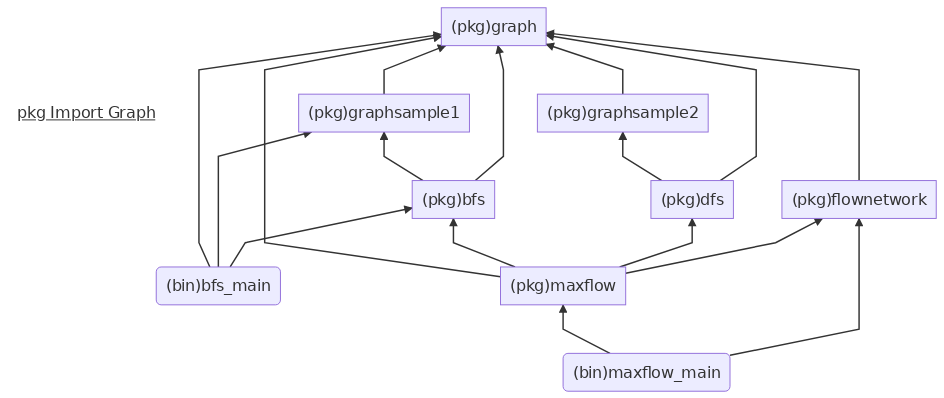 (pkg)graph
pkg Import Graph
(pkg)graphsample1
(pkg)graphsample2
(pkg)bfs
(pkg)dfs
(pkg)flownetwork
(bin)bfs_main
(pkg)maxflow
(bin)maxflow_main